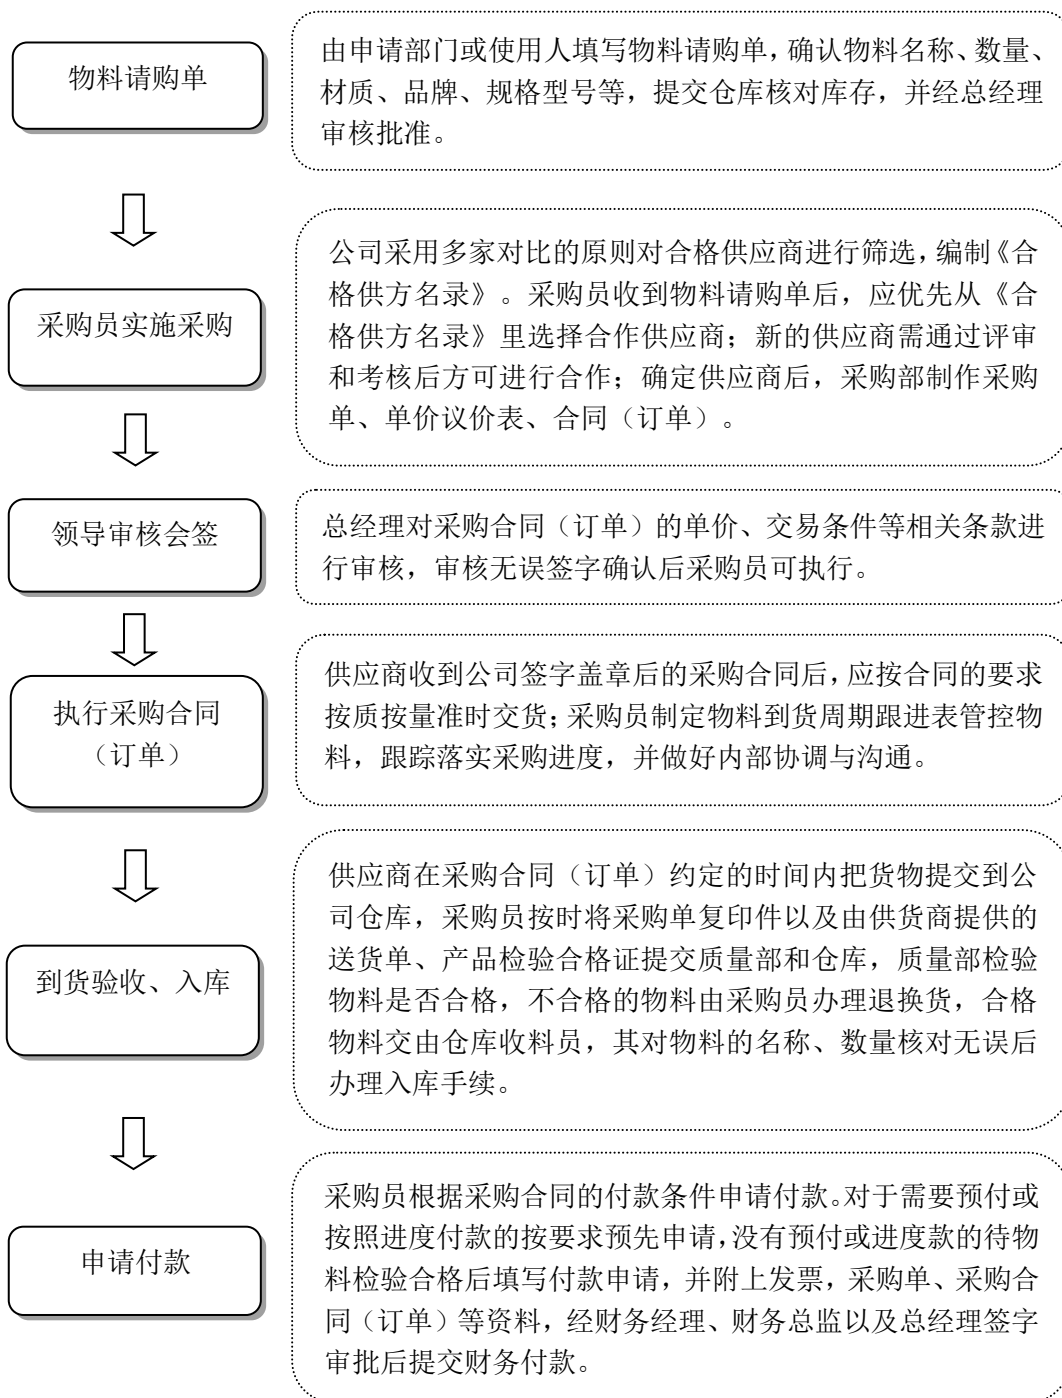 物料请购单
由申请部门或使用人填写物料请购单，确认物料名称、数量、
材质、品牌、规格型号等，提交仓库核对库存，并经总经理
审核批准。
采购员实施采购
公司采用多家对比的原则对合格供应商进行筛选，编制《合
格供方名录》。采购员收到物料请购单后，应优先从《合
格供方名录》里选择合作供应商；新的供应商需通过评审
和考核后方可进行合作；确定供应商后，采购部制作采购
单、单价议价表、合同（订单）。
领导审核会签
总经理对采购合同（订单）的单价、交易条件等相关条款进
行审核，审核无误签字确认后采购员可执行。
执行采购合同
（订单）
供应商收到公司签字盖章后的采购合同后，应按合同的要求
按质按量准时交货；采购员制定物料到货周期跟进表管控物
料，跟踪落实采购进度，并做好内部协调与沟通。
到货验收、入库
供应商在采购合同（订单）约定的时间内把货物提交到公
司仓库，采购员按时将采购单复印件以及由供货商提供的
送货单、产品检验合格证提交质量部和仓库，质量部检验
物料是否合格，不合格的物料由采购员办理退换货，合格
物料交由仓库收料员，其对物料的名称、数量核对无误后
办理入库手续。
申请付款
采购员根据采购合同的付款条件申请付款。对于需要预付或
按照进度付款的按要求预先申请，没有预付或进度款的待物
料检验合格后填写付款申请，并附上发票，采购单、采购合
同（订单）等资料，经财务经理、财务总监以及总经理签字
审批后提交财务付款。